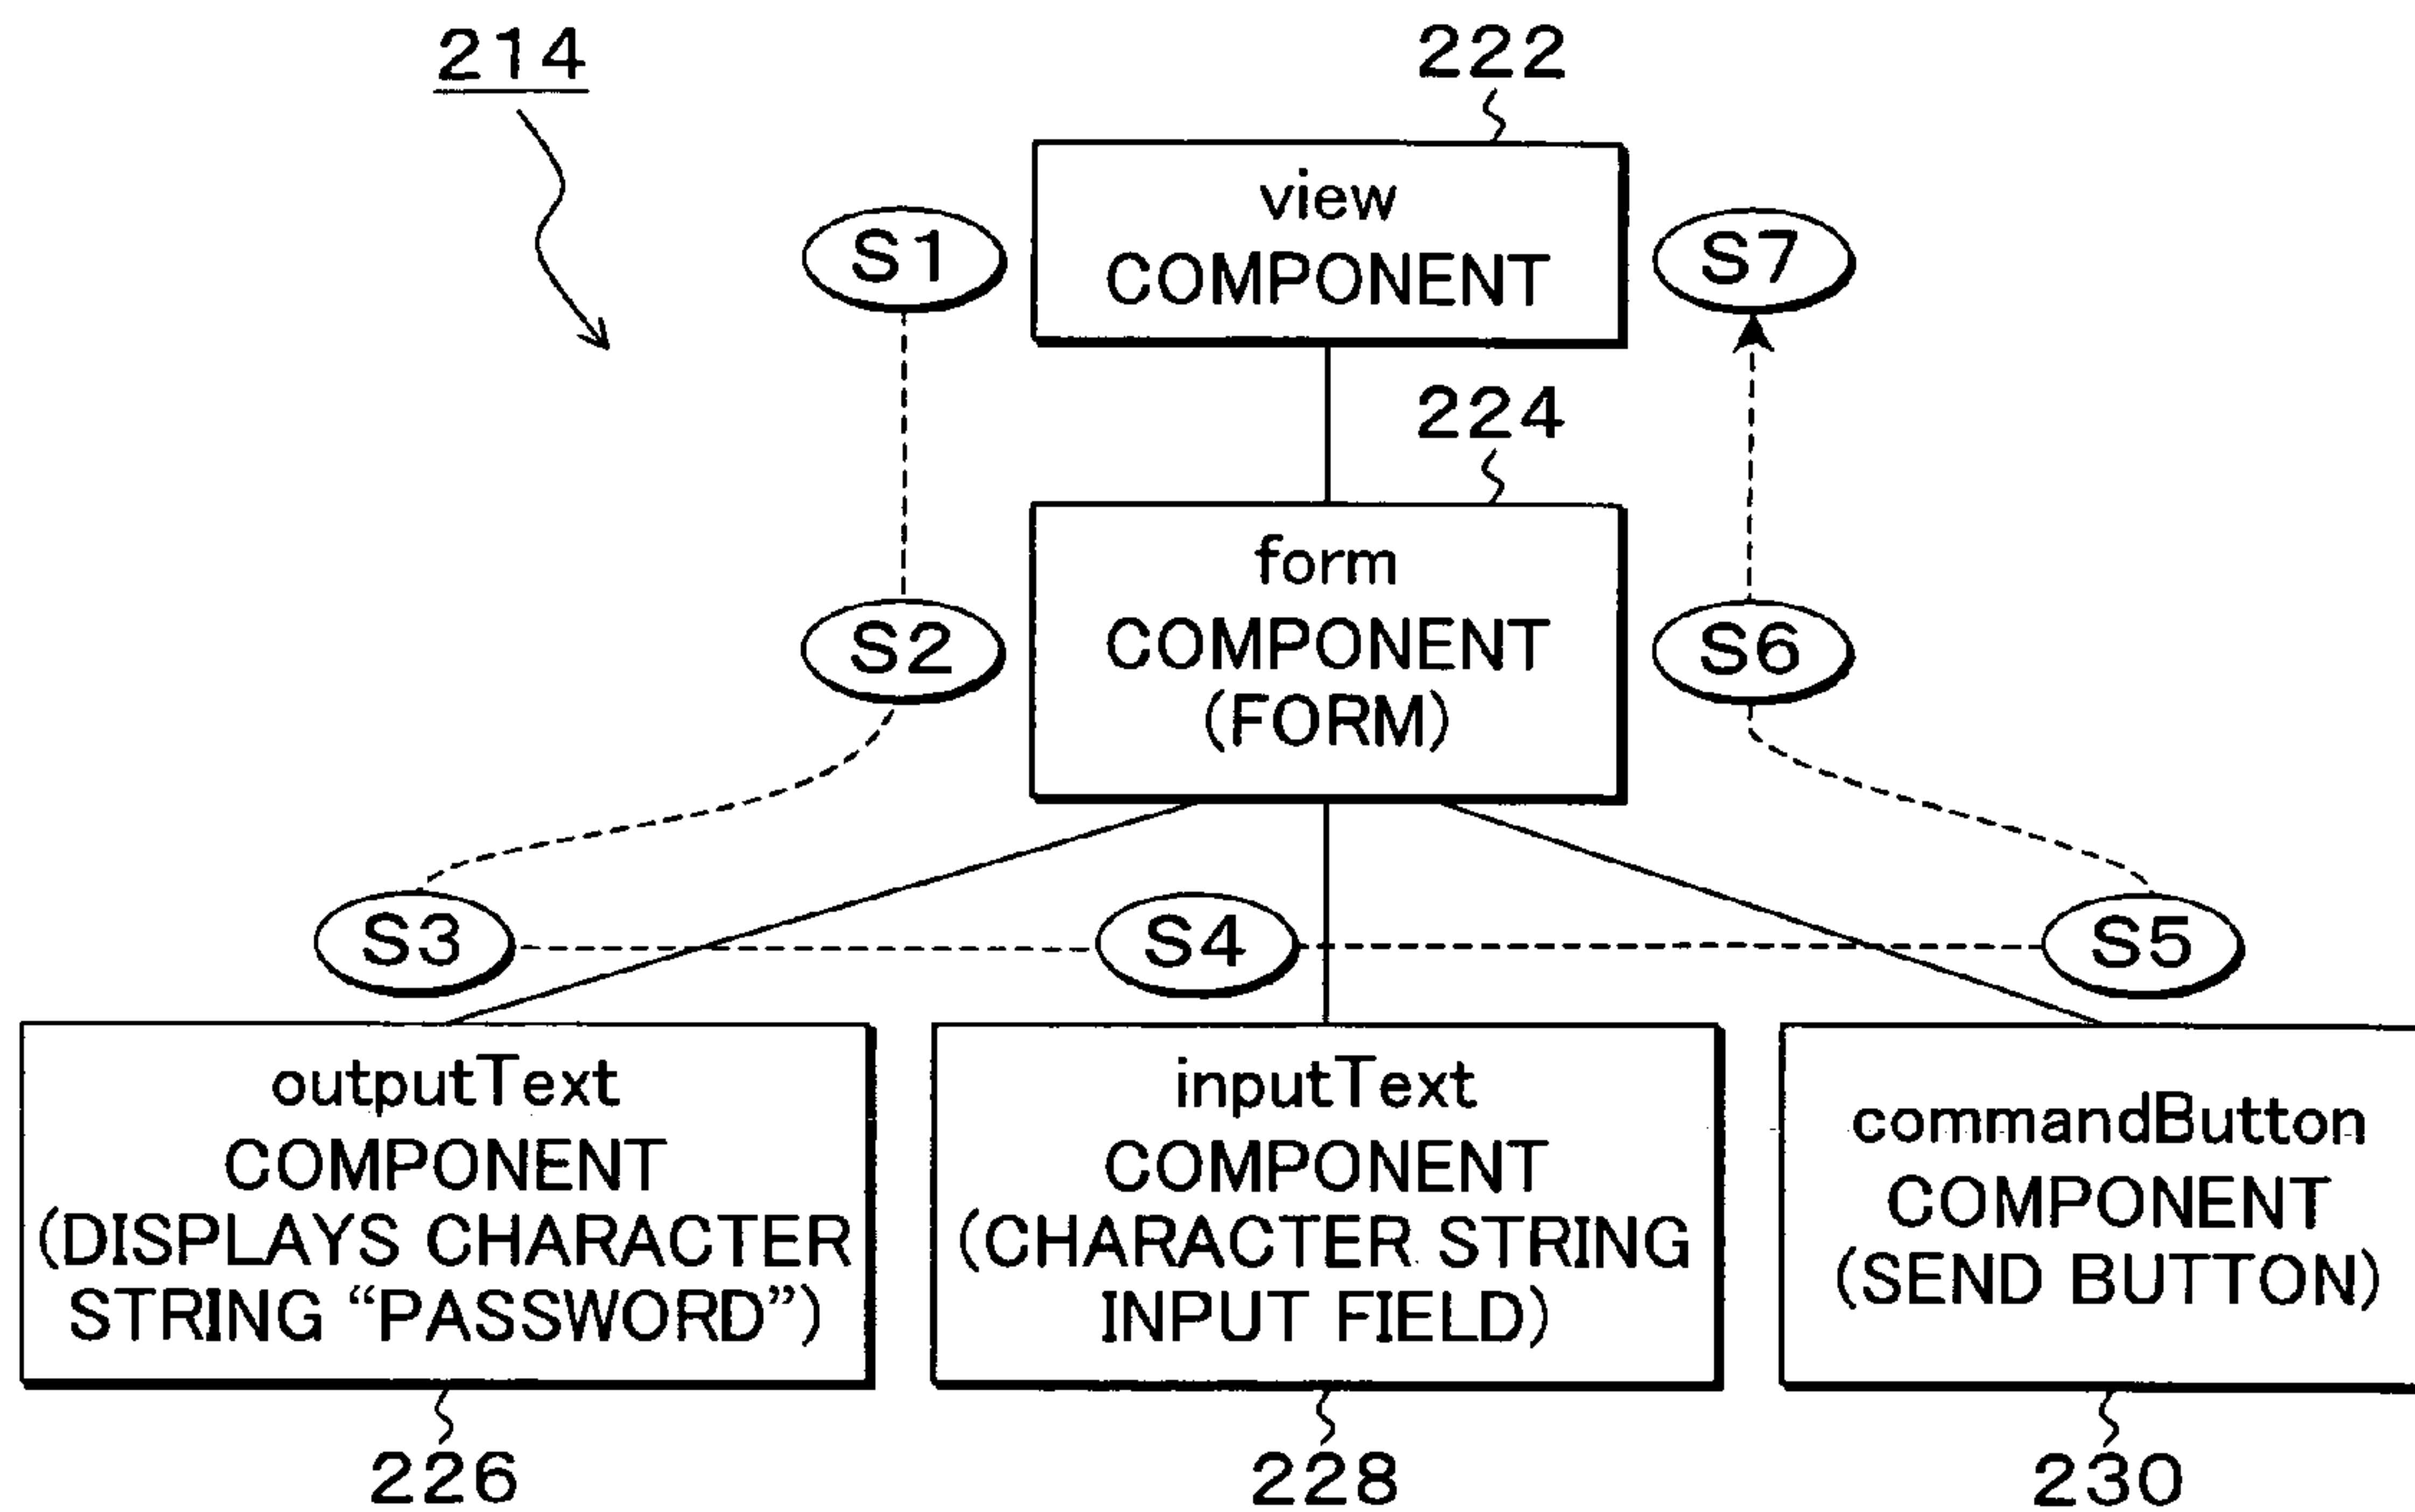 214
222
view
COMPONENT
S1
S7
224
form
COMPONENT
(FORM)
S2
S6
S3
S4
S5
outputText
COMPONENT
(DISPLAYS CHARACTER
STRING “PASSWORD”)
inputText
COMPONENT
(CHARACTER STRING
INPUT FIELD)
commandButton
COMPONENT
(SEND BUTTON)
226
228
230